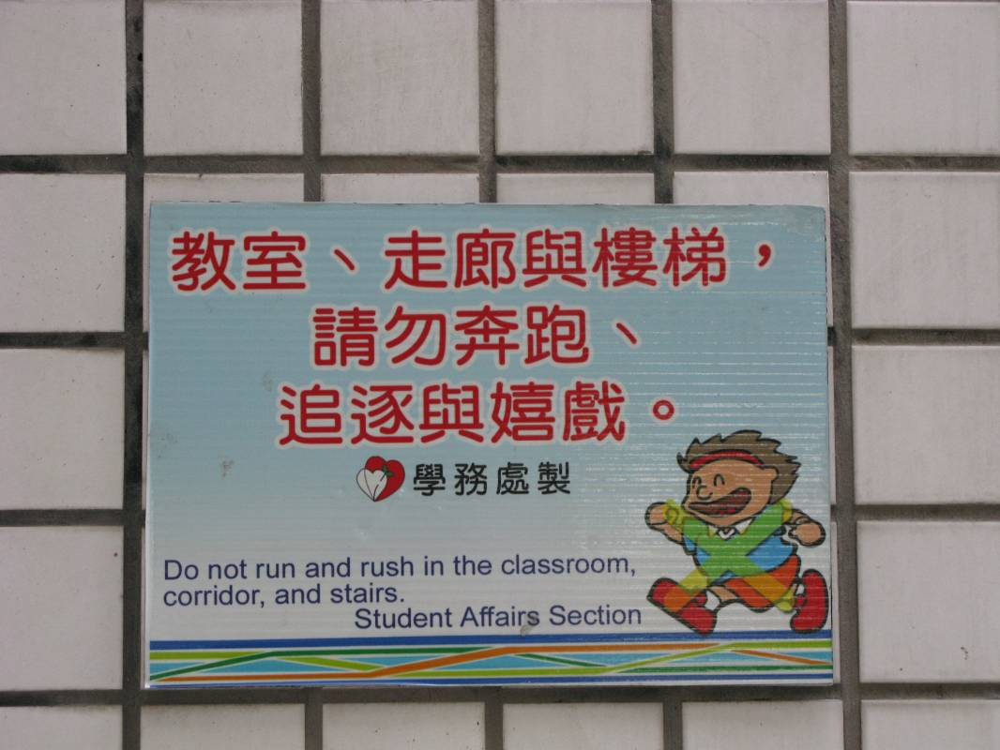 教室、走廊與樓梯，
請勿奔跑、
追逐與嬉戲。
學務處製
Do not run and rush in the classroom,
corridor, and stairs.
Student Affairs Section